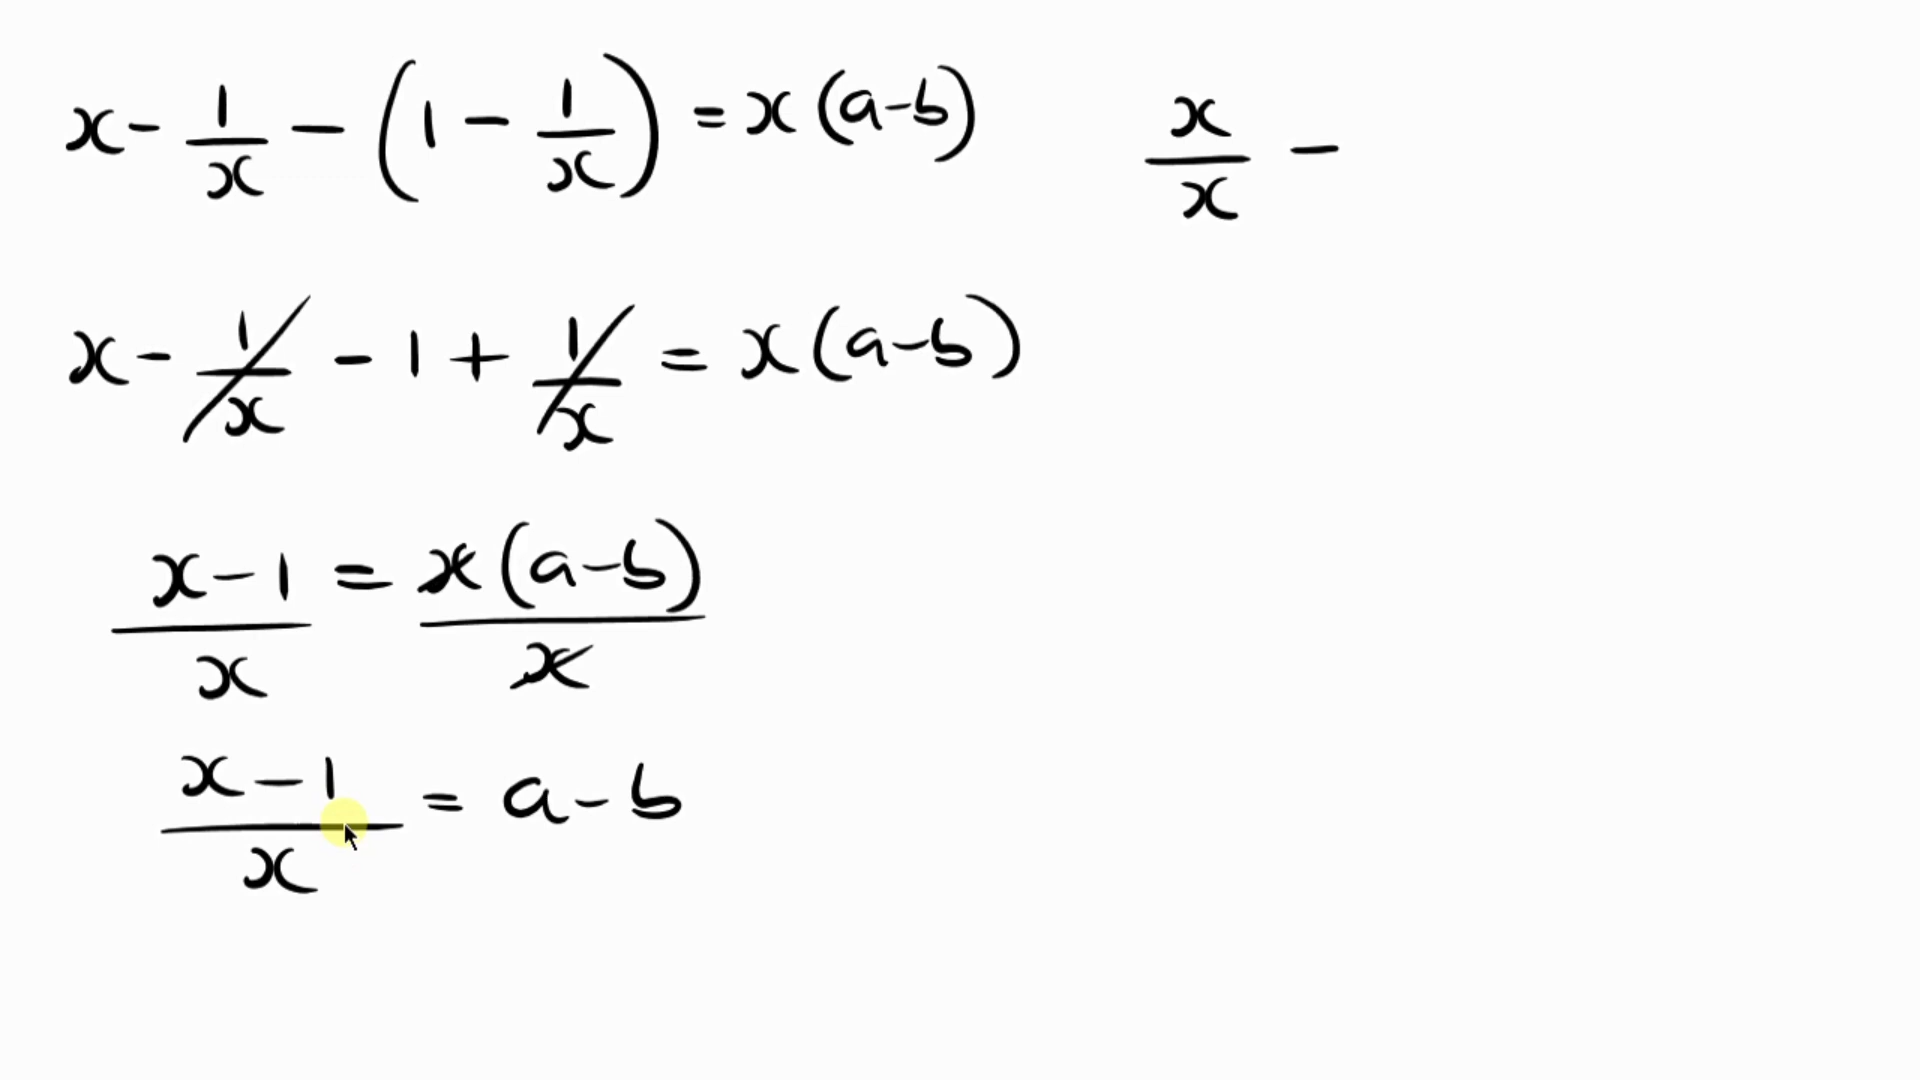 x - 1/x - (1 - 1/x) = x(a-b)
x - 1/x - 1 + 1/x = x(a-b)
(x-1)/x = x(a-b)/x
(x-1)/x = a-b
x/x -